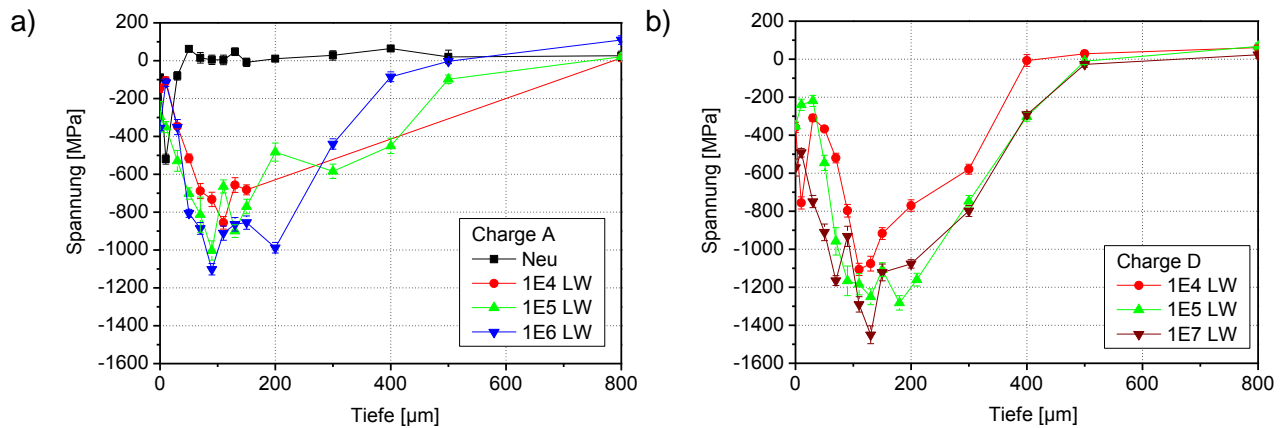 a)
Spannung [MPa]
200
0
-200
-400
-600
-800
-1000
-1200
-1400
-1600
Charge A
Neu
1E4 LW
1E5 LW
1E6 LW
0 200 400 600 800
Tiefe [µm]
b)
Spannung [MPa]
200
0
-200
-400
-600
-800
-1000
-1200
-1400
-1600
Charge D
1E4 LW
1E5 LW
1E7 LW
0 200 400 600 800
Tiefe [µm]